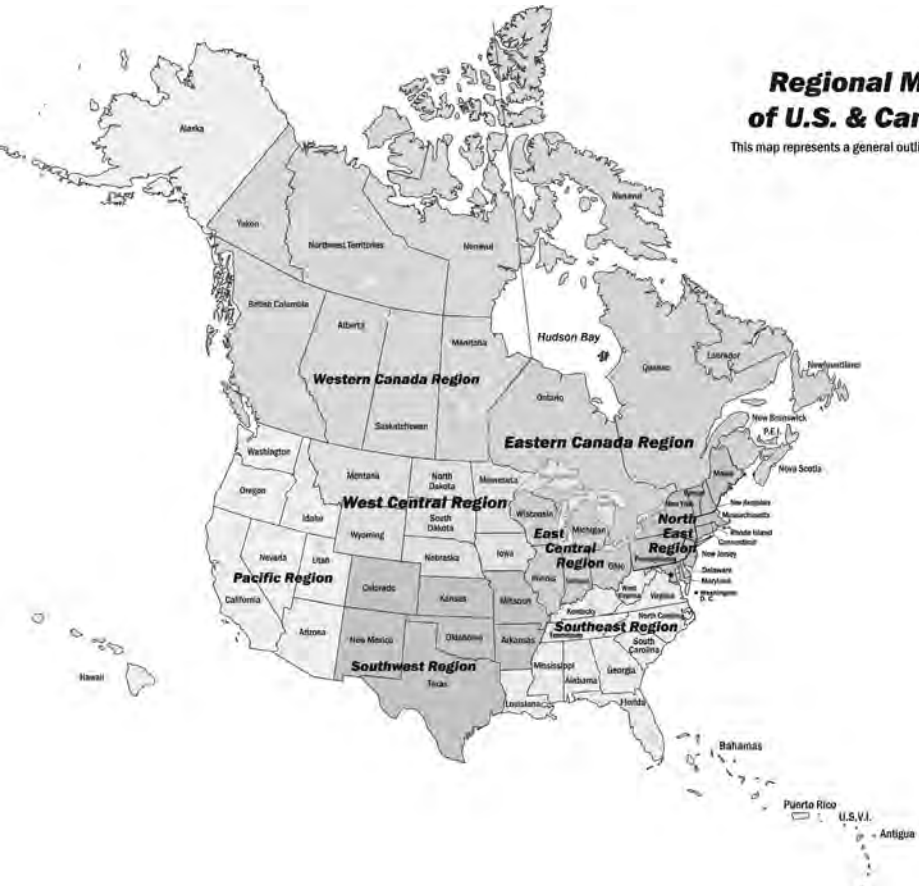 Regional M
of U.S. & Can
This map represents a general outli
Alaska
Yukon
Northwest Territories
Nunavut
Nunavut
British Columbia
Alberta
Manitoba
Hudson Bay
Quebec
Labrador
Newfoundland
Western Canada Region
Ontario
Saskatchewan
Eastern Canada Region
New Brunswick
P.E.I.
Nova Scotia
Washington
Montana
North
Dakota
Minnesota
Maine
Oregon
West Central Region
Idaho
Wyoming
South
Dakota
Wisconsin
Michigan
New York
North
East
Region
Massachusetts
Rhode Island
Connecticut
New Jersey
East
Central
Region
Nevada
Utah
Nebraska
Iowa
Ohio
Delaware
Maryland
Washington
D. C.
Pacific Region
California
Colorado
Kansas
Illinois
Missouri
West
Virginia
Virginia
Kentucky
North Carolina
Arizona
New Mexico
Oklahoma
Arkansas
Southeast Region
South
Carolina
Southwest Region
Texas
Mississippi
Alabama
Georgia
Louisiana
Florida
Hawaii
Bahamas
Puerto Rico
U.S.V.I.
Antigua